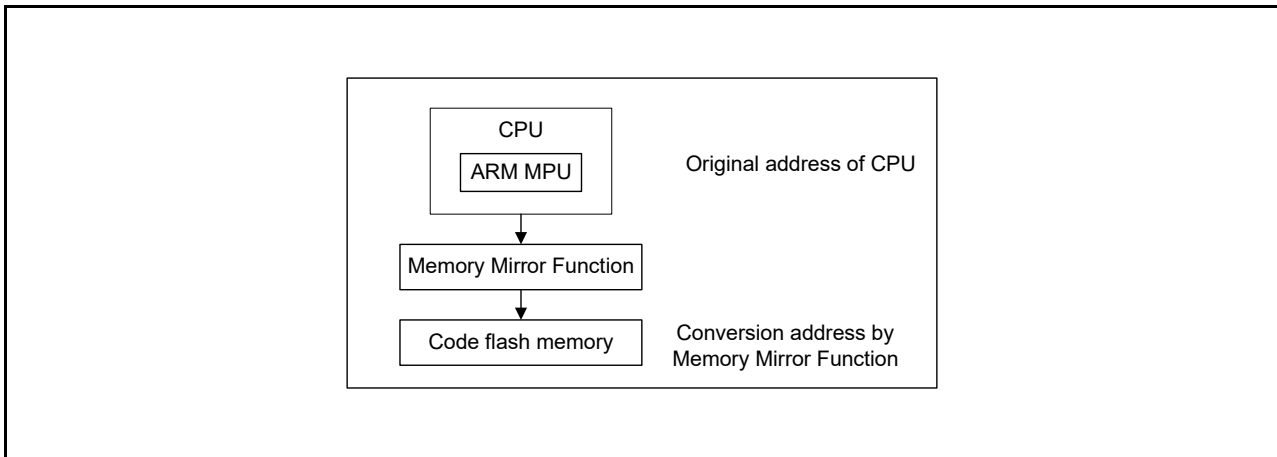 CPU
ARM MPU
Original address of CPU
Memory Mirror Function
Code flash memory
Conversion address by
Memory Mirror Function